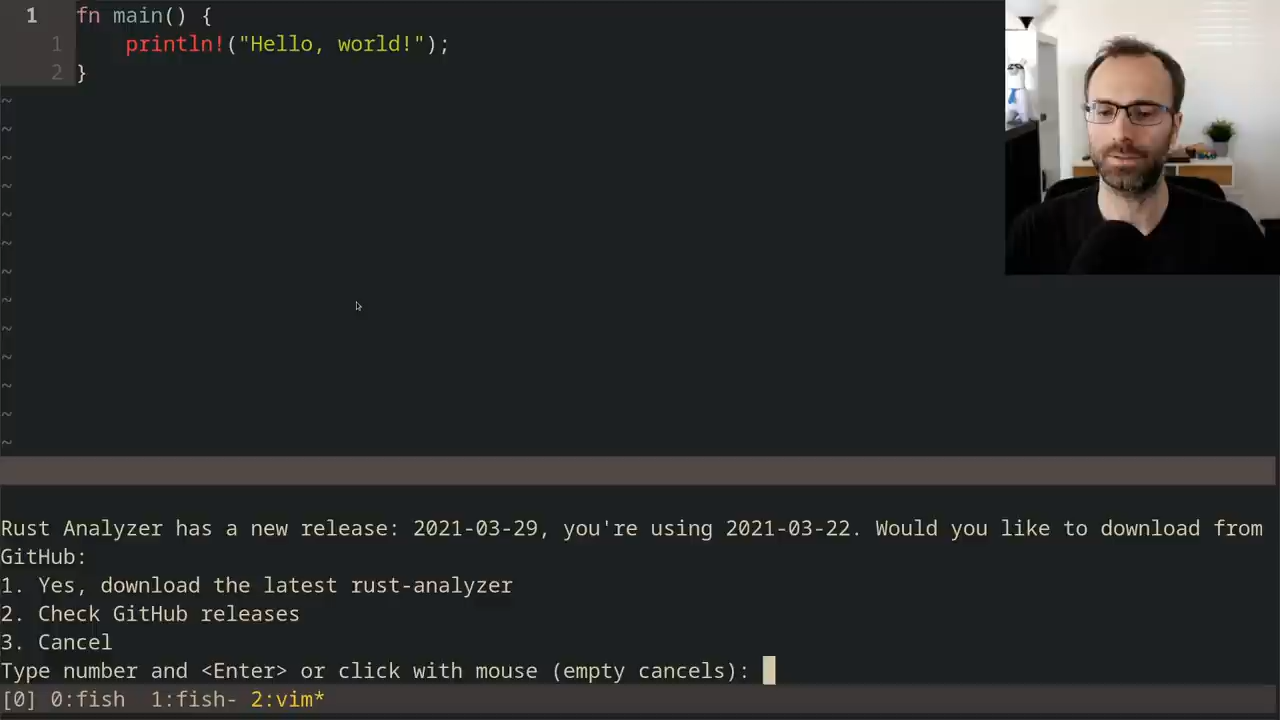 1 fn main() {
1 println!("Hello, world!");
2 }
~
~
~
~
~
~
~
~
~
~
~
~
~
Rust Analyzer has a new release: 2021-03-29, you're using 2021-03-22. Would you like to download from
GitHub:
1. Yes, download the latest rust-analyzer
2. Check GitHub releases
3. Cancel
Type number and <Enter> or click with mouse (empty cancels):
[0] 0:fish 1:fish- 2:vim*